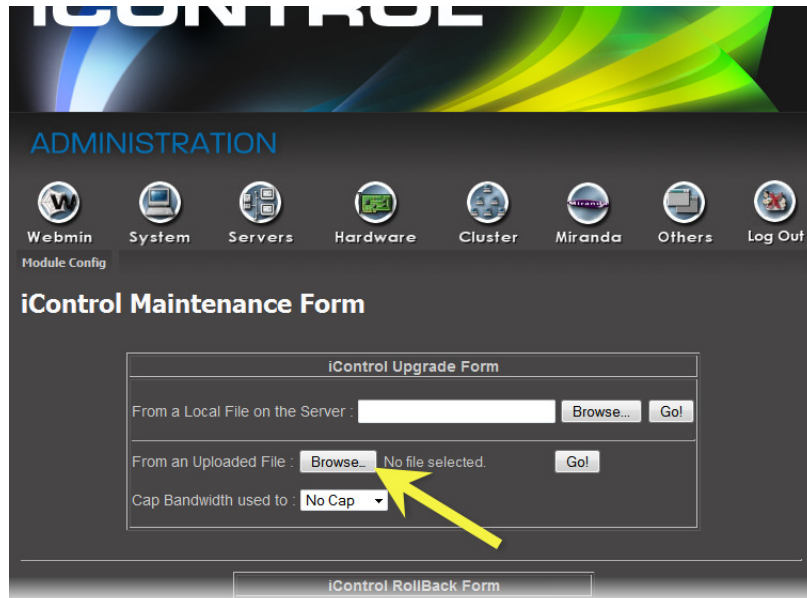 iCONTROL
ADMINISTRATION
Webmin System Servers Hardware Cluster Miranda Others Log Out
Module Config
iControl Maintenance Form
iControl Upgrade Form
From a Local File on the Server : Browse... Go!
From an Uploaded File : Browse... No file selected. Go!
Cap Bandwidth used to : No Cap
iControl RollBack Form